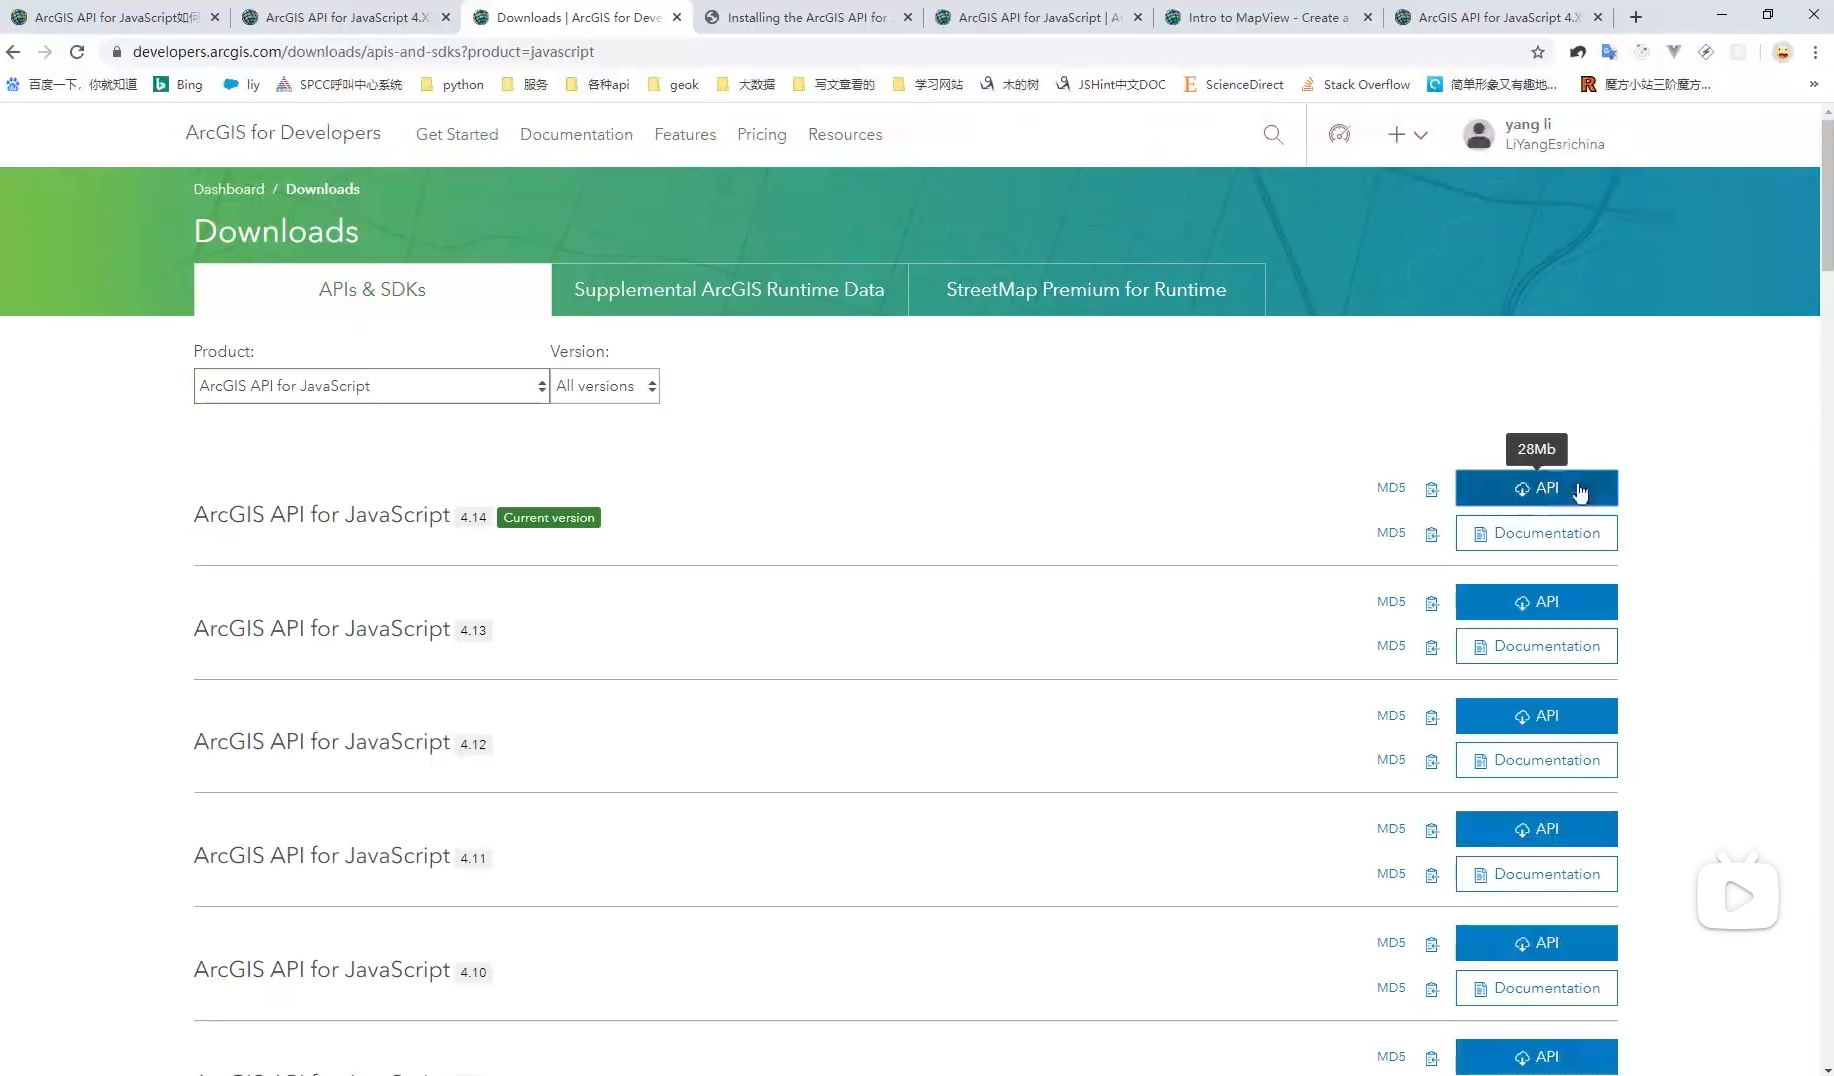 ArcGIS API for JavaScript如何
ArcGIS API for JavaScript 4.X
Downloads | ArcGIS for Deve
Installing the ArcGIS API for J
ArcGIS API for JavaScript | A
Intro to MapView - Create a
ArcGIS API for JavaScript 4.X
developers.arcgis.com/downloads/apis-and-sdks?product=javascript
百度一下，你就知道
Bing
liy
SPCC呼叫中心系统
python
服务
各种api
geok
大数据
写文章看的
学习网站
木的树
JSHint中文DOC
ScienceDirect
Stack Overflow
简单形象又有趣地...
魔方小站三阶魔方...
»
ArcGIS for Developers
Get Started
Documentation
Features
Pricing
Resources
yang li
LiYangEsrichina
Dashboard / Downloads
Downloads
APIs & SDKs
Supplemental ArcGIS Runtime Data
StreetMap Premium for Runtime
Product:
Version:
ArcGIS API for JavaScript
All versions
28Mb
MD5
API
ArcGIS API for JavaScript 4.14 Current version
MD5
Documentation
MD5
API
ArcGIS API for JavaScript 4.13
MD5
Documentation
MD5
API
ArcGIS API for JavaScript 4.12
MD5
Documentation
MD5
API
ArcGIS API for JavaScript 4.11
MD5
Documentation
MD5
API
ArcGIS API for JavaScript 4.10
MD5
Documentation
MD5
API